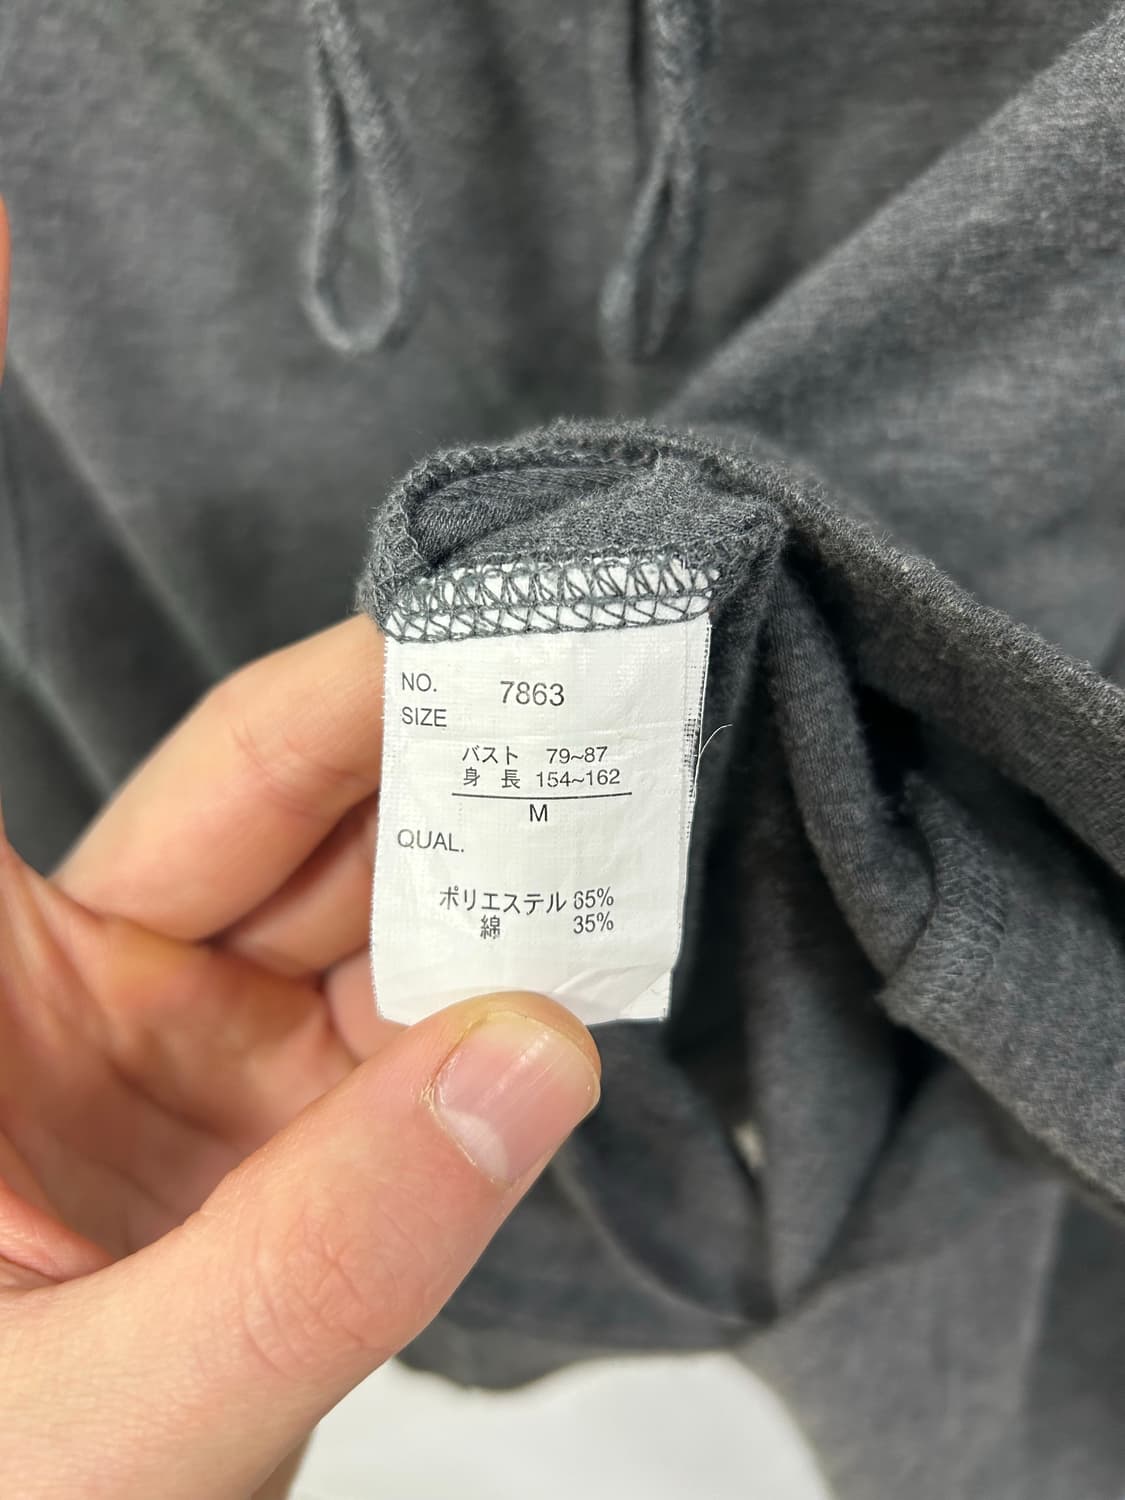 NO. 7863
SIZE
バスト 79~87
身 長 154~162
M
QUAL.
ポリエステル 65%
綿 35%